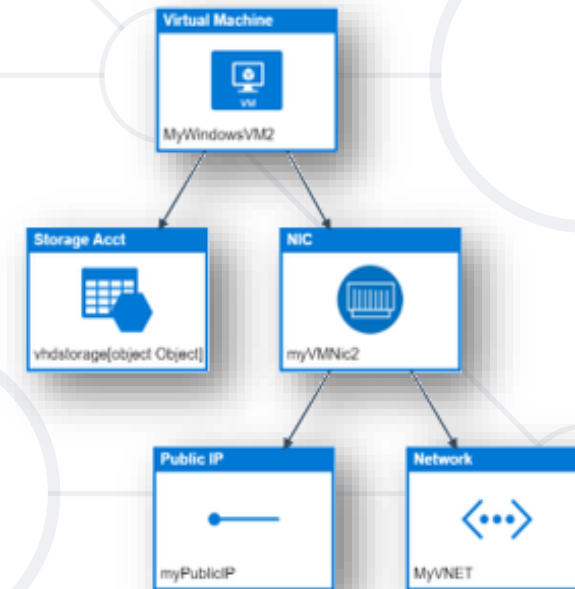 Virtual Machine
VM
MyWindowsVM2
Storage Acct
vhdstorage[object Object]
NIC
myVMNic2
Public IP
myPublicIP
Network
MyVNET